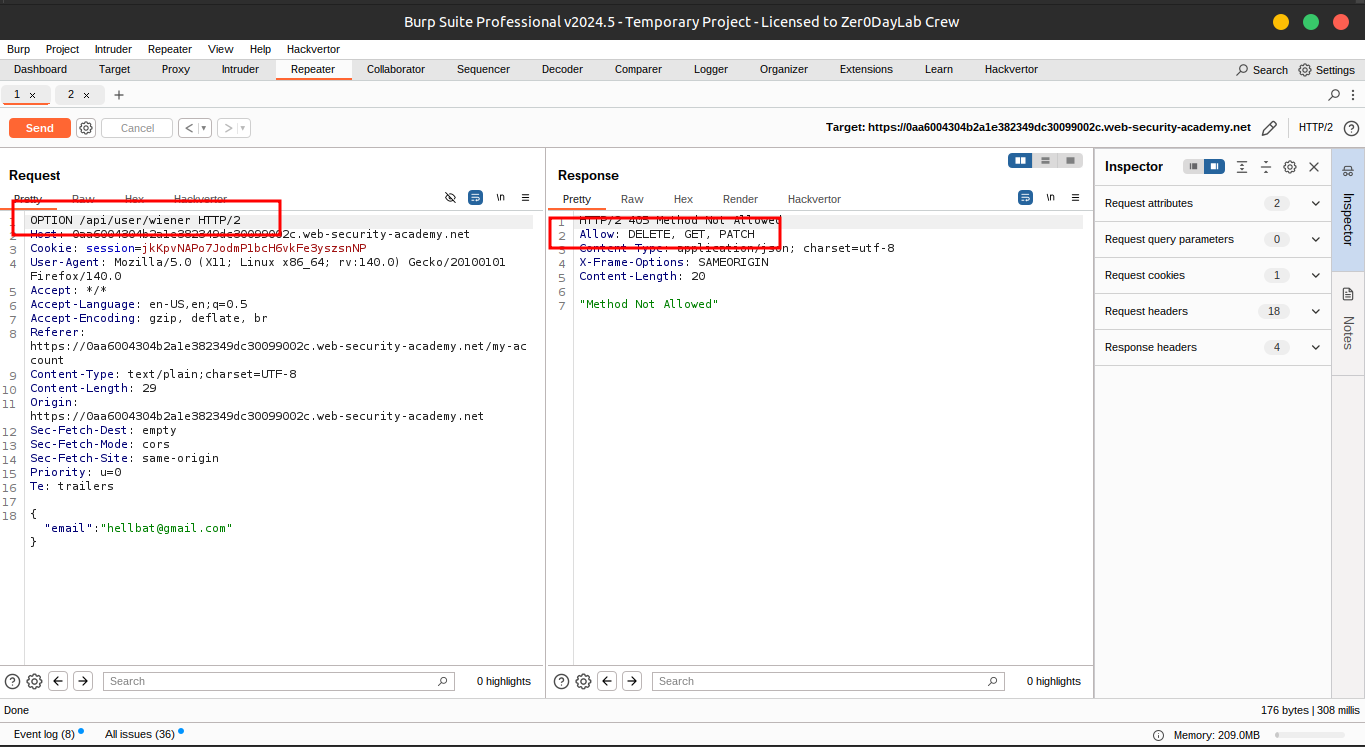 Burp Suite Professional v2024.5 - Temporary Project - Licensed to Zer0DayLab Crew
Burp Project Intruder Repeater View Help Hackvertor
Dashboard Target Proxy Intruder Repeater Collaborator Sequencer Decoder Comparer Logger Organizer Extensions Learn Hackvertor Search Settings
1 × 2 × +
Send Cancel < > Target: https://0aa6004304b2a1e382349dc30099002c.web-security-academy.net HTTP/2
Request
Pretty Raw Hex Hackvertor \n
1 OPTION /api/user/wiener HTTP/2
2 Host: 0aa6004304b2a1e382349dc30099002c.web-security-academy.net
3 Cookie: session=jkKpvNAPo7JodmP1bcH6vkFe3yszsnNP
4 User-Agent: Mozilla/5.0 (X11; Linux x86_64; rv:140.0) Gecko/20100101
Firefox/140.0
5 Accept: */*
6 Accept-Language: en-US,en;q=0.5
7 Accept-Encoding: gzip, deflate, br
8 Referer:
https://0aa6004304b2a1e382349dc30099002c.web-security-academy.net/my-ac
count
9 Content-Type: text/plain;charset=UTF-8
10 Content-Length: 29
11 Origin:
https://0aa6004304b2a1e382349dc30099002c.web-security-academy.net
12 Sec-Fetch-Dest: empty
13 Sec-Fetch-Mode: cors
14 Sec-Fetch-Site: same-origin
15 Priority: u=0
16 Te: trailers
17
18 {
"email":"hellbat@gmail.com"
}
Search 0 highlights
Response
Pretty Raw Hex Render Hackvertor \n
1 HTTP/2 405 Method Not Allowed
2 Allow: DELETE, GET, PATCH
3 Content-Type: application/json; charset=utf-8
4 X-Frame-Options: SAMEORIGIN
5 Content-Length: 20
6
7 "Method Not Allowed"
Search 0 highlights
Inspector
Request attributes 2
Request query parameters 0
Request cookies 1
Request headers 18
Response headers 4
Inspector
Notes
Done 176 bytes | 308 millis
Event log (8) All issues (36) Memory: 209.0MB